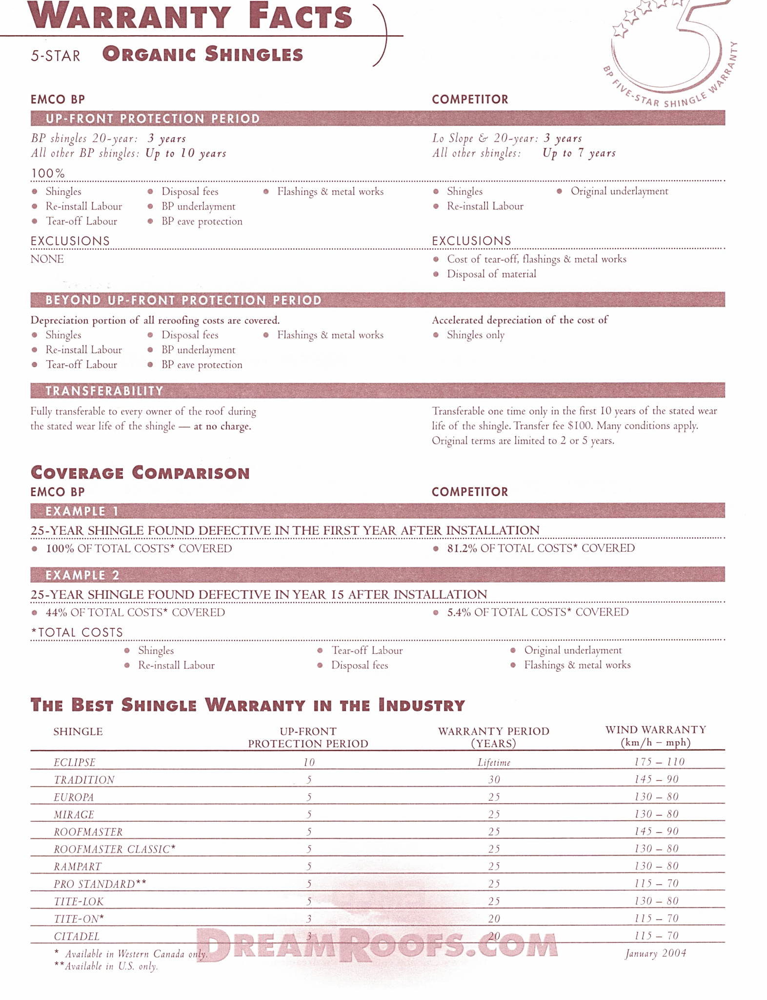 WARRANTY FACTS
5-STAR ORGANIC SHINGLES
5
BP FIVE-STAR SHINGLE WARRANTY
EMCO BP COMPETITOR
UP-FRONT PROTECTION PERIOD
BP shingles 20-year: 3 years Lo Slope & 20-year: 3 years
All other BP shingles: Up to 10 years All other shingles: Up to 7 years
100%
• Shingles • Disposal fees • Flashings & metal works • Shingles • Original underlayment
• Re-install Labour • BP underlayment • Re-install Labour
• Tear-off Labour • BP eave protection
EXCLUSIONS EXCLUSIONS
NONE • Cost of tear-off, flashings & metal works
• Disposal of material
BEYOND UP-FRONT PROTECTION PERIOD
Depreciation portion of all reroofing costs are covered. Accelerated depreciation of the cost of
• Shingles • Disposal fees • Flashings & metal works • Shingles only
• Re-install Labour • BP underlayment
• Tear-off Labour • BP eave protection
TRANSFERABILITY
Fully transferable to every owner of the roof during Transferable one time only in the first 10 years of the stated wear
the stated wear life of the shingle — at no charge. life of the shingle. Transfer fee $100. Many conditions apply.
Original terms are limited to 2 or 5 years.
COVERAGE COMPARISON
EMCO BP COMPETITOR
EXAMPLE 1
25-YEAR SHINGLE FOUND DEFECTIVE IN THE FIRST YEAR AFTER INSTALLATION
• 100% OF TOTAL COSTS* COVERED • 81.2% OF TOTAL COSTS* COVERED
EXAMPLE 2
25-YEAR SHINGLE FOUND DEFECTIVE IN YEAR 15 AFTER INSTALLATION
• 44% OF TOTAL COSTS* COVERED • 5.4% OF TOTAL COSTS* COVERED
*TOTAL COSTS
• Shingles • Tear-off Labour • Original underlayment
• Re-install Labour • Disposal fees • Flashings & metal works
THE BEST SHINGLE WARRANTY IN THE INDUSTRY
SHINGLE UP-FRONT WARRANTY PERIOD WIND WARRANTY
PROTECTION PERIOD (YEARS) (km/h – mph)
ECLIPSE 10 Lifetime 175 – 110
TRADITION 5 30 145 – 90
EUROPA 5 25 130 – 80
MIRAGE 5 25 130 – 80
ROOFMASTER 5 25 145 – 90
ROOFMASTER CLASSIC* 5 25 130 – 80
RAMPART 5 25 130 – 80
PRO STANDARD** 5 25 115 – 70
TITE-LOK 5 25 130 – 80
TITE-ON* 3 20 115 – 70
CITADEL 3 20 115 – 70
* Available in Western Canada only. January 2004
**Available in U.S. only.
DREAMROOFS.COM